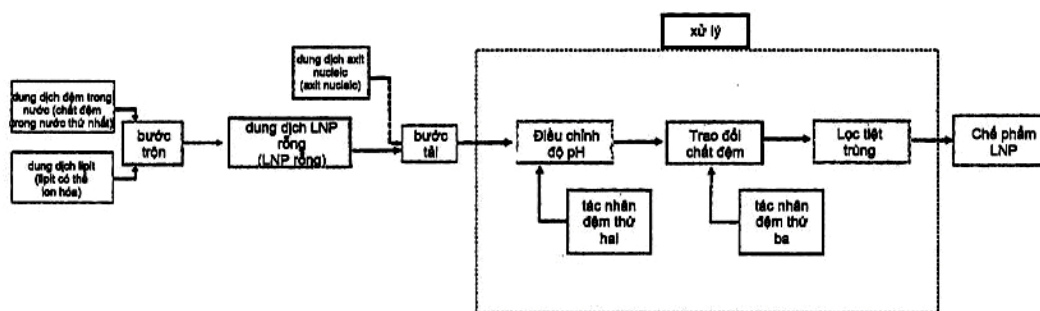 xử lý
dung dịch axit
nucleic
(axit nucleic)
dung dịch đệm trong
nước (chất đệm
trong nước thứ nhất)
bước
trộn
dung dịch lipit
(lipit có thể
ion hóa)
dung dịch LNP
rỗng
(LNP rỗng)
bước
tải
Điều chỉnh
độ pH
Trao đổi
chất đệm
Lọc tiệt
trùng
Chế phẩm
LNP
tác nhân
đệm thứ
hai
tác nhân
đệm thứ
ba